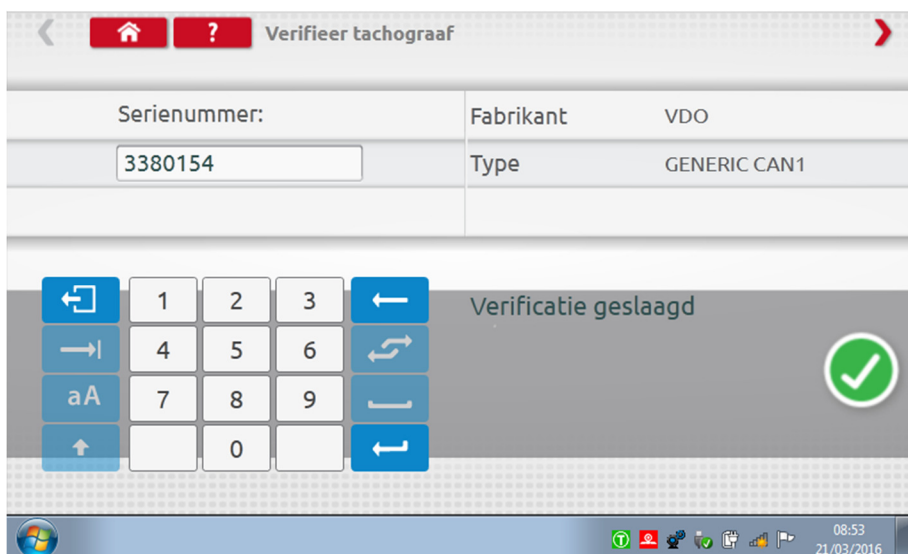 ? Verifieer tachograaf
Serienummer:
3380154
Fabrikant VDO
Type GENERIC CAN1
1 2 3
4 5 6
aA 7 8 9
0
Verificatie geslaagd
T
08:53
21/03/2016